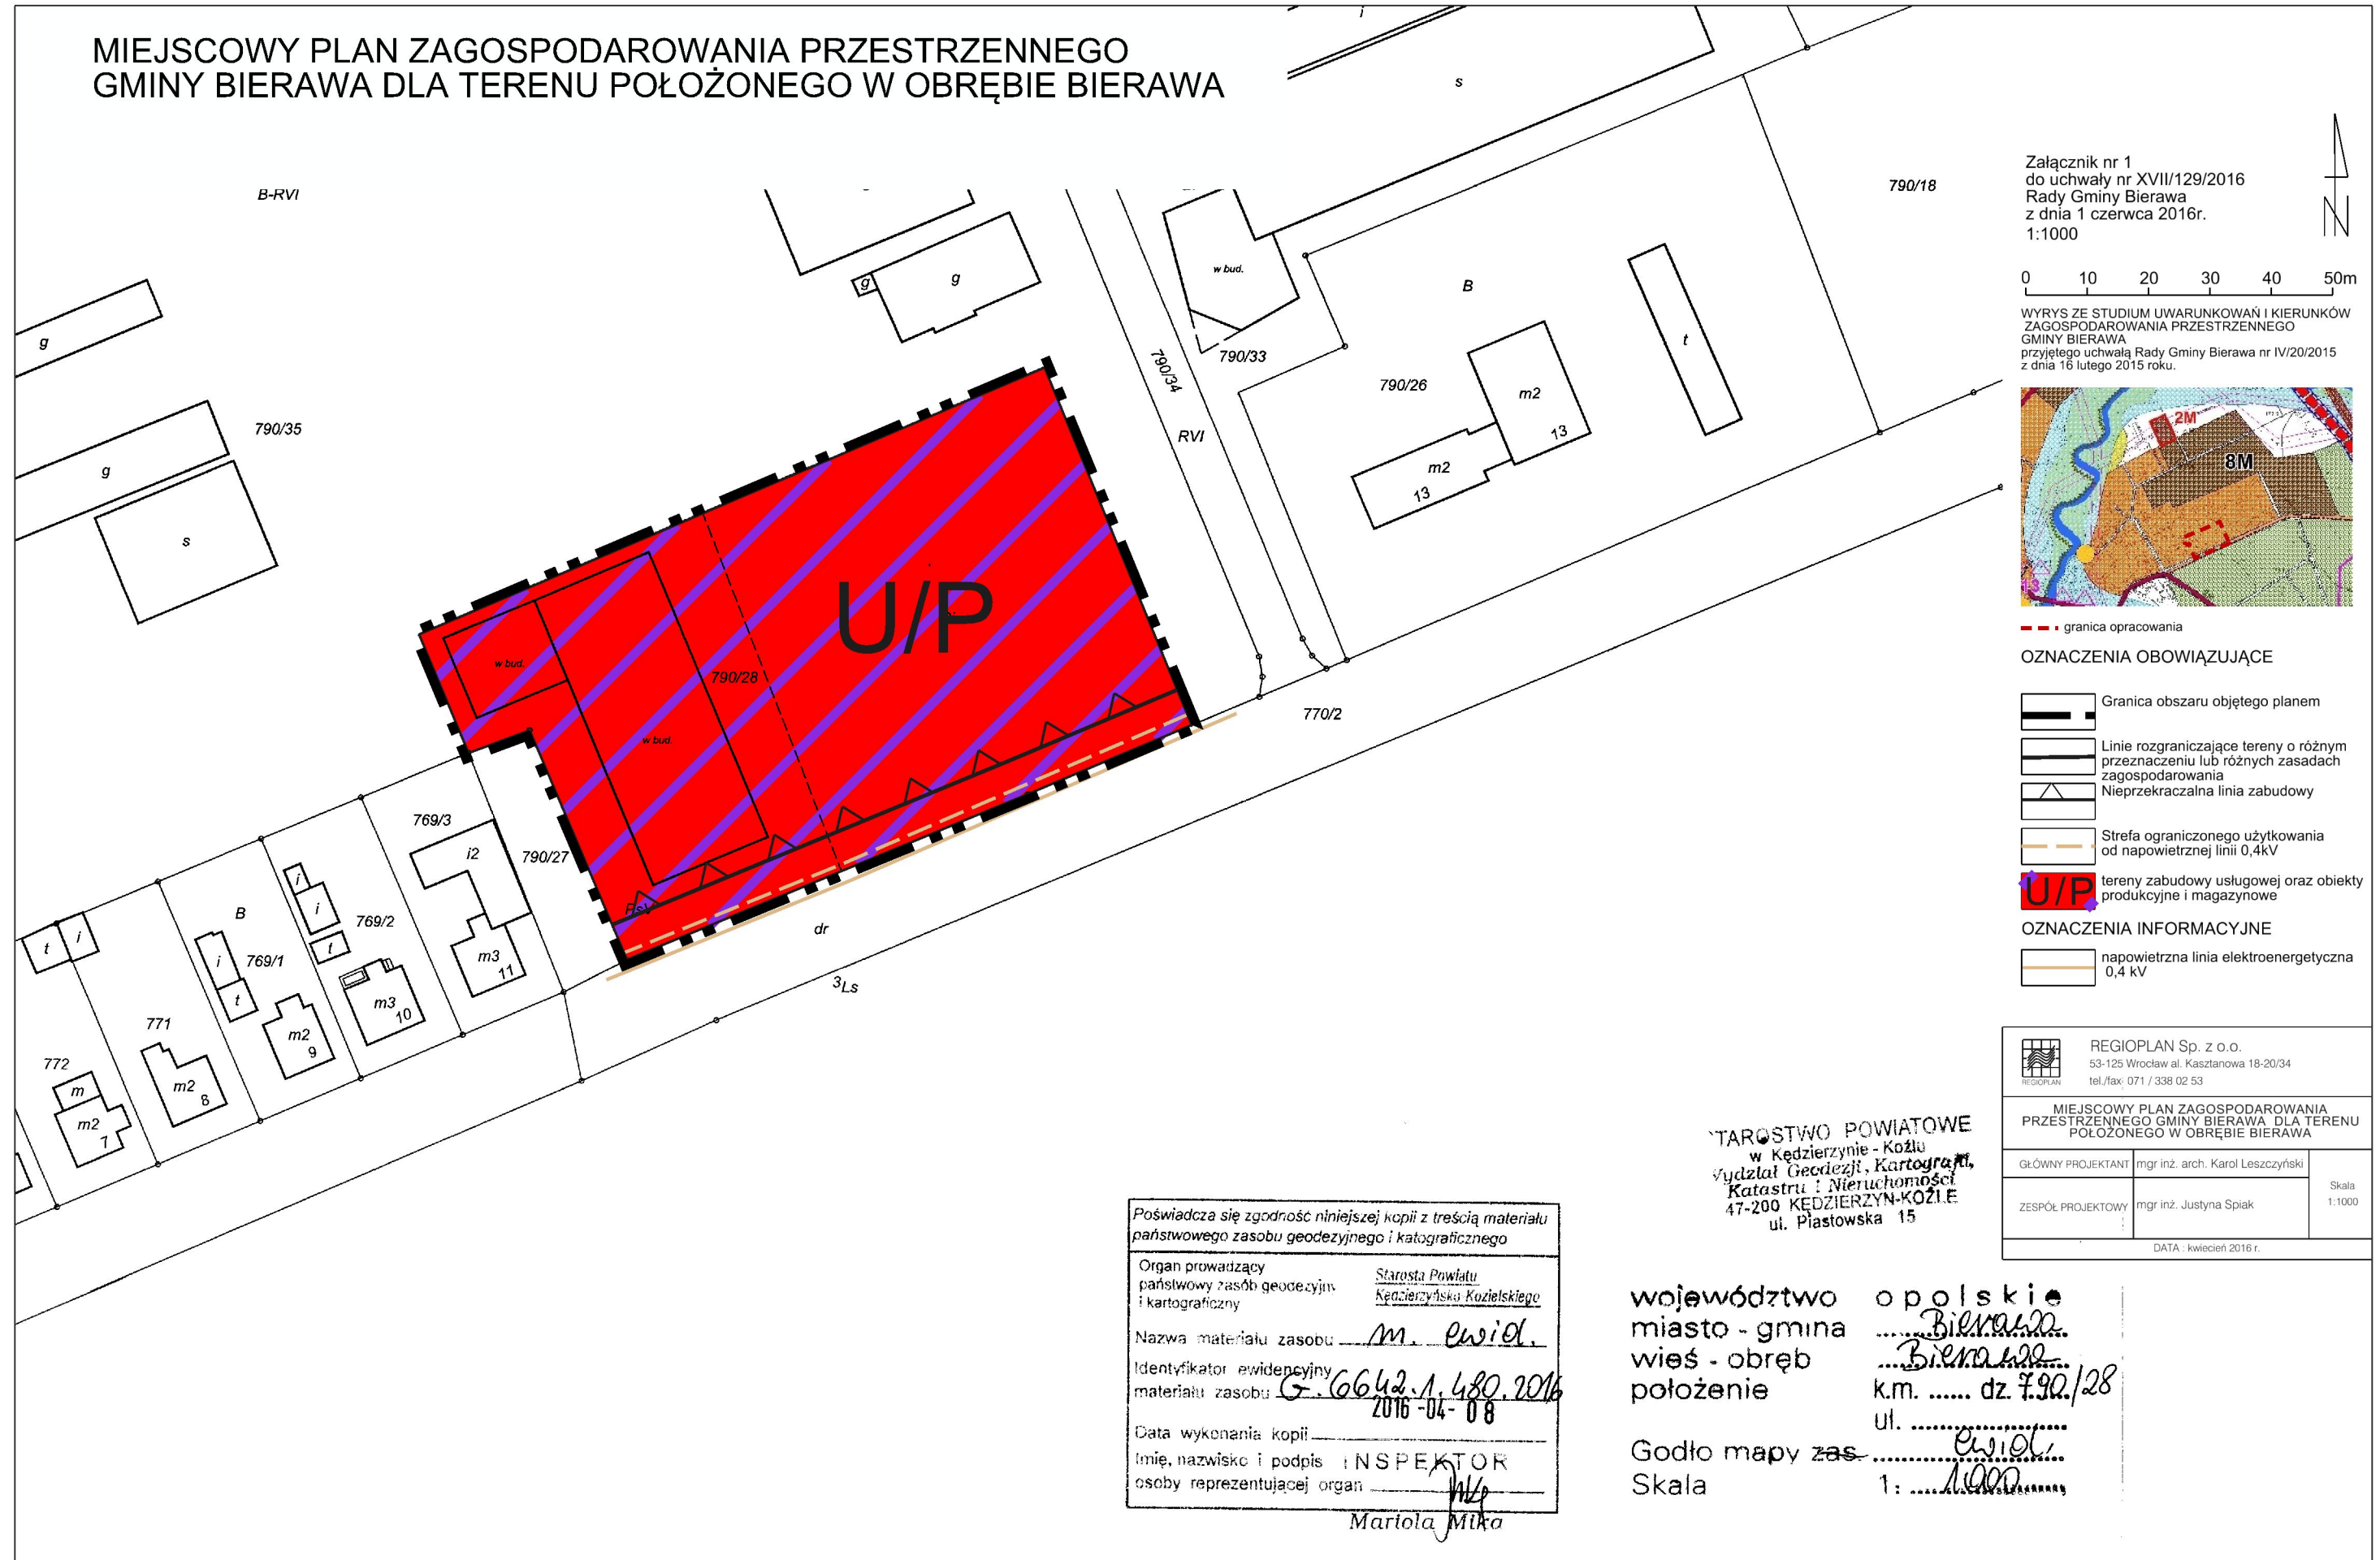 MIEJSCOWY PLAN ZAGOSPODAROWANIA PRZESTRZENNEGO
GMINY BIERAWA DLA TERENU POŁOŻONEGO W OBRĘBIE BIERAWA
i
s
B-RVI
790/18
w bud.
g
g
B
g
t
790/34
790/33
790/26
m2
13
790/35
RVI
m2
13
g
s
U/P
w bud.
790/28
w bud.
770/2
769/3
i2
790/27
PsV
dr
3Ls
i
i
B
769/2
t
i
t
i
769/1
t
m3
11
m3
10
m2
9
771
772
m
m2
8
m2
7
Załącznik nr 1
do uchwały nr XVII/129/2016
Rady Gminy Bierawa
z dnia 1 czerwca 2016r.
1:1000
N
0 10 20 30 40 50m
WYRYS ZE STUDIUM UWARUNKOWAŃ I KIERUNKÓW
ZAGOSPODAROWANIA PRZESTRZENNEGO
GMINY BIERAWA
przyjętego uchwałą Rady Gminy Bierawa nr IV/20/2015
z dnia 16 lutego 2015 roku.
2M
8M
13
granica opracowania
OZNACZENIA OBOWIĄZUJĄCE
Granica obszaru objętego planem
Linie rozgraniczające tereny o różnym
przeznaczeniu lub różnych zasadach
zagospodarowania
Nieprzekraczalna linia zabudowy
Strefa ograniczonego użytkowania
od napowietrznej linii 0,4kV
U/P
tereny zabudowy usługowej oraz obiekty
produkcyjne i magazynowe
OZNACZENIA INFORMACYJNE
napowietrzna linia elektroenergetyczna
0,4 kV
REGIOPLAN
REGIOPLAN Sp. z o.o.
53-125 Wrocław al. Kasztanowa 18-20/34
tel./fax: 071 / 338 02 53
MIEJSCOWY PLAN ZAGOSPODAROWANIA
PRZESTRZENNEGO GMINY BIERAWA DLA TERENU
POŁOŻONEGO W OBRĘBIE BIERAWA
GŁÓWNY PROJEKTANT mgr inż. arch. Karol Leszczyński
ZESPÓŁ PROJEKTOWY mgr inż. Justyna Spiak
Skala
1:1000
DATA : kwiecień 2016 r.
TAROSTWO POWIATOWE
w Kędzierzynie - Koźlu
ydział Geodezji, Kartografii,
Katastru i Nieruchomości
47-200 KĘDZIERZYN-KOŹLE
ul. Piastowska 15
Poświadcza się zgodność niniejszej kopii z treścią materiału
państwowego zasobu geodezyjnego i katograficznego
Organ prowadzący
państwowy zasób geodezyjny
i kartograficzny
Starosta Powiatu
Kędzierzyńsko-Kozielskiego
Nazwa materiału zasobu m. ewid.
Identyfikator ewidencyjny
materiału zasobu G.6642.1.480.2016
2016-04-08
Data wykonania kopii
Imię, nazwisko i podpis INSPEKTOR
osoby reprezentującej organ
Mariola Mika
województwo opolskie
miasto - gmina Bierawa
wieś - obręb Bierawa
położenie k.m. ...... dz. 790/28
ul. ......................
Godło mapy zas. ewid.
Skala 1: 1000